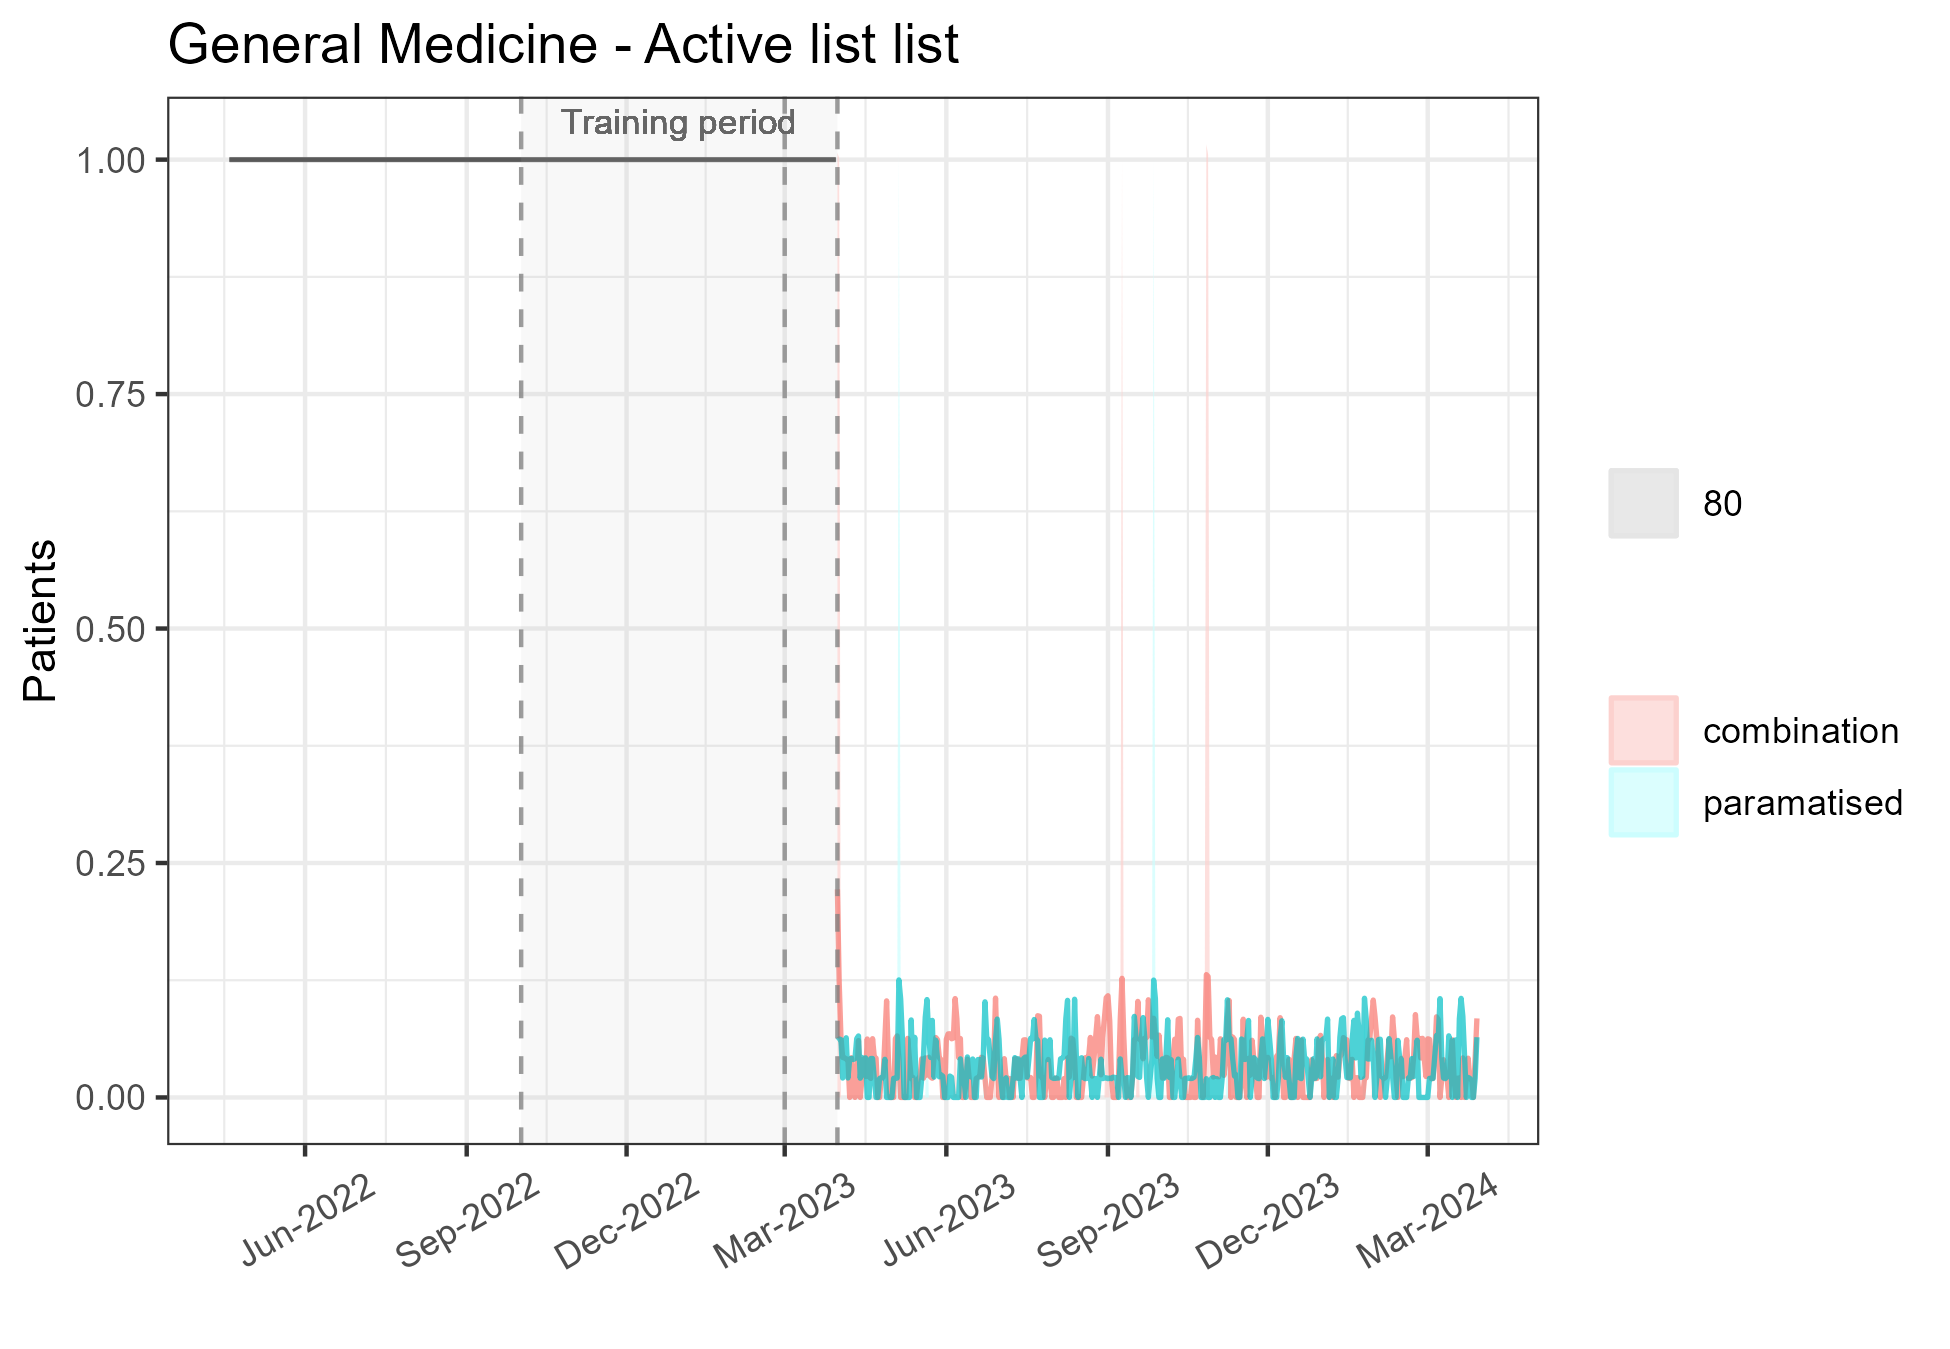 General Medicine - Active list list
Training period
1.00
0.75
0.50
0.25
0.00
Patients
Jun-2022
Sep-2022
Dec-2022
Mar-2023
Jun-2023
Sep-2023
Dec-2023
Mar-2024
80
combination
paramatised